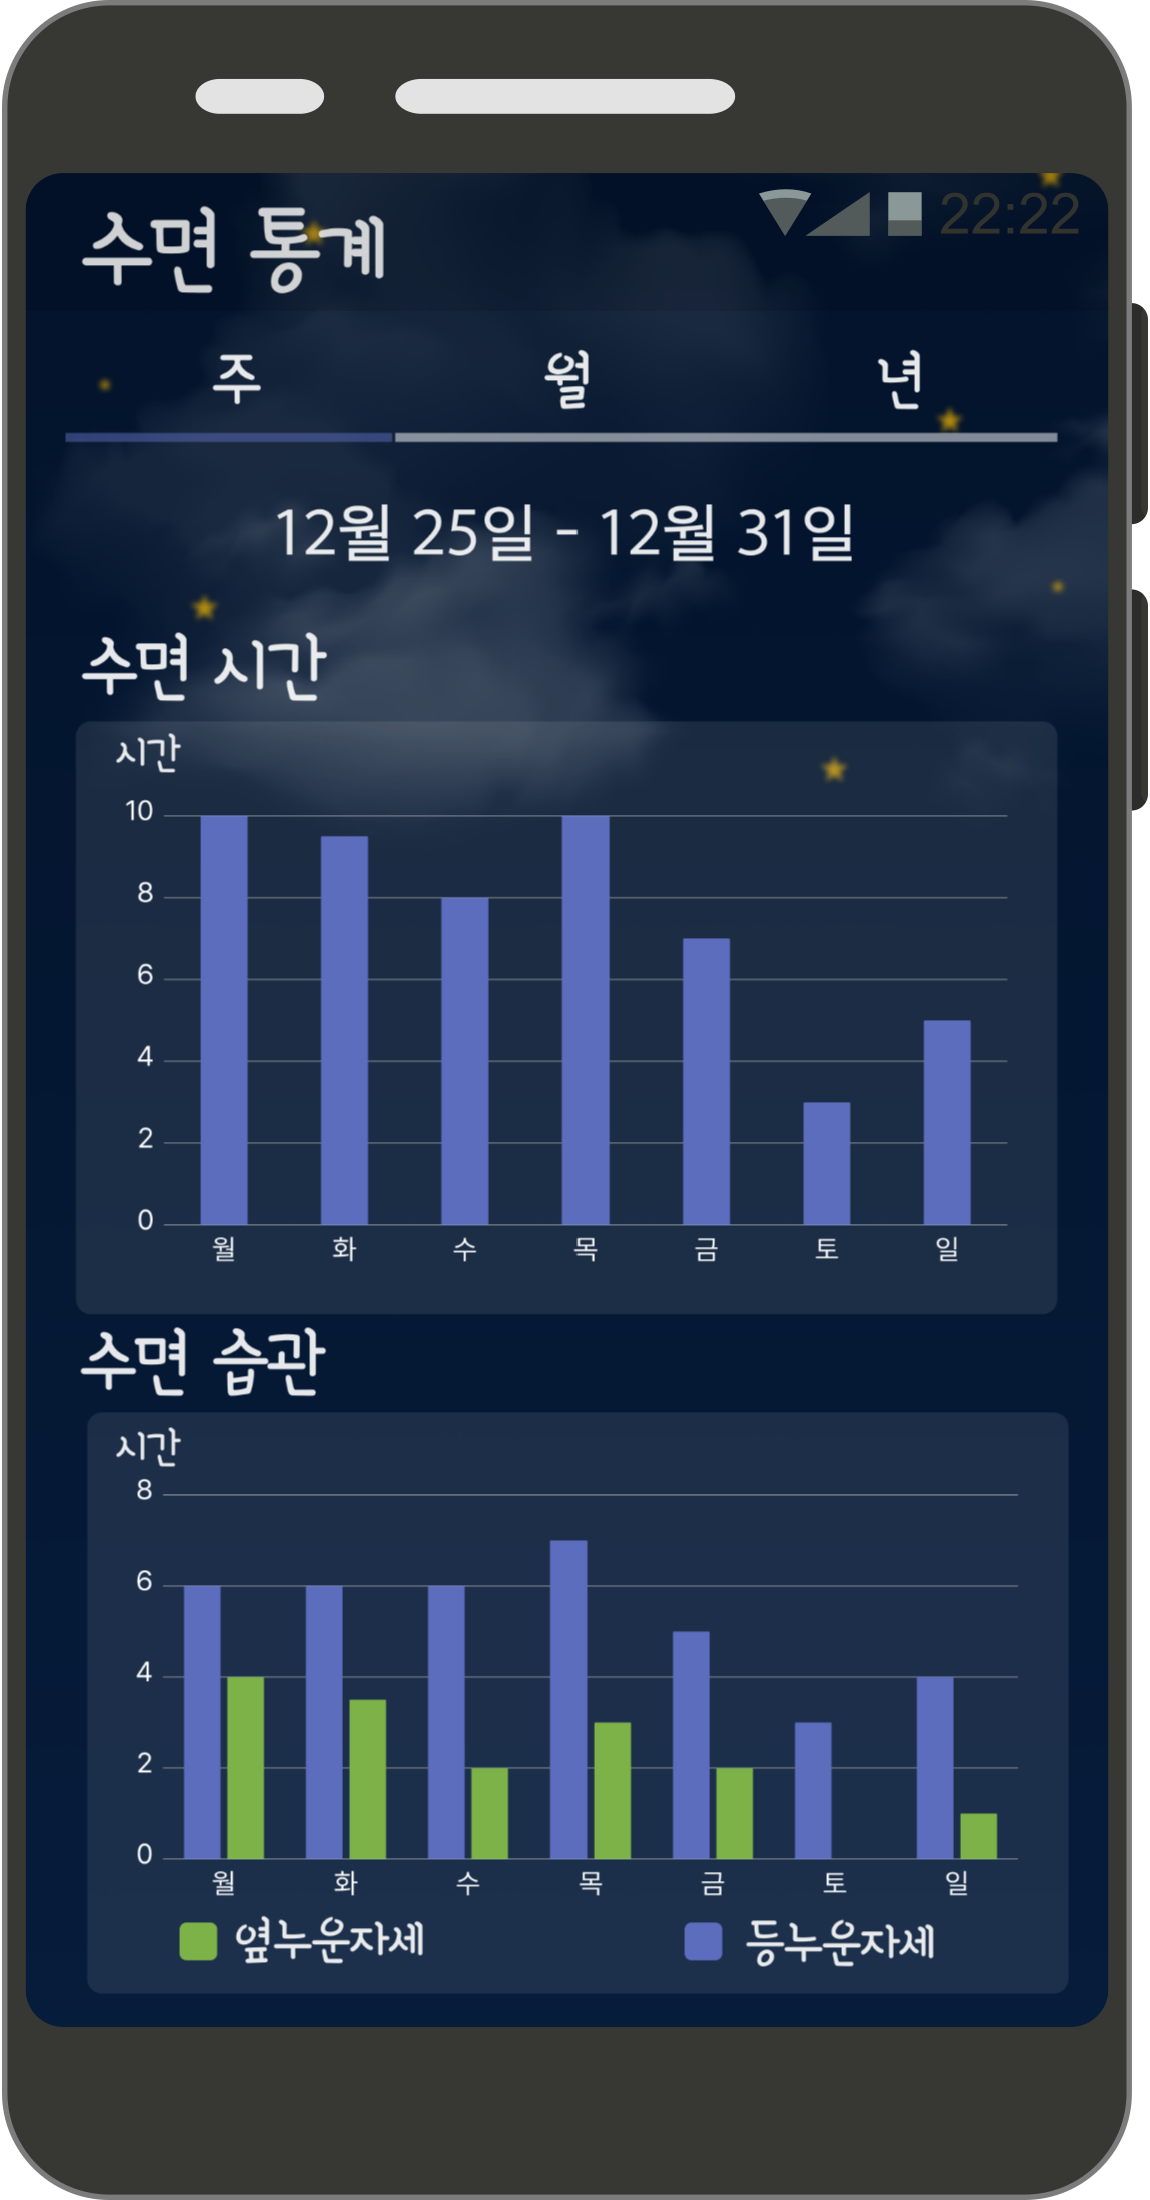 22:22
수면 통계
주 월 년
12월 25일 - 12월 31일
수면 시간
시간
10
8
6
4
2
0
월 화 수 목 금 토 일
수면 습관
시간
8
6
4
2
0
월 화 수 목 금 토 일
옆누운자세 등누운자세